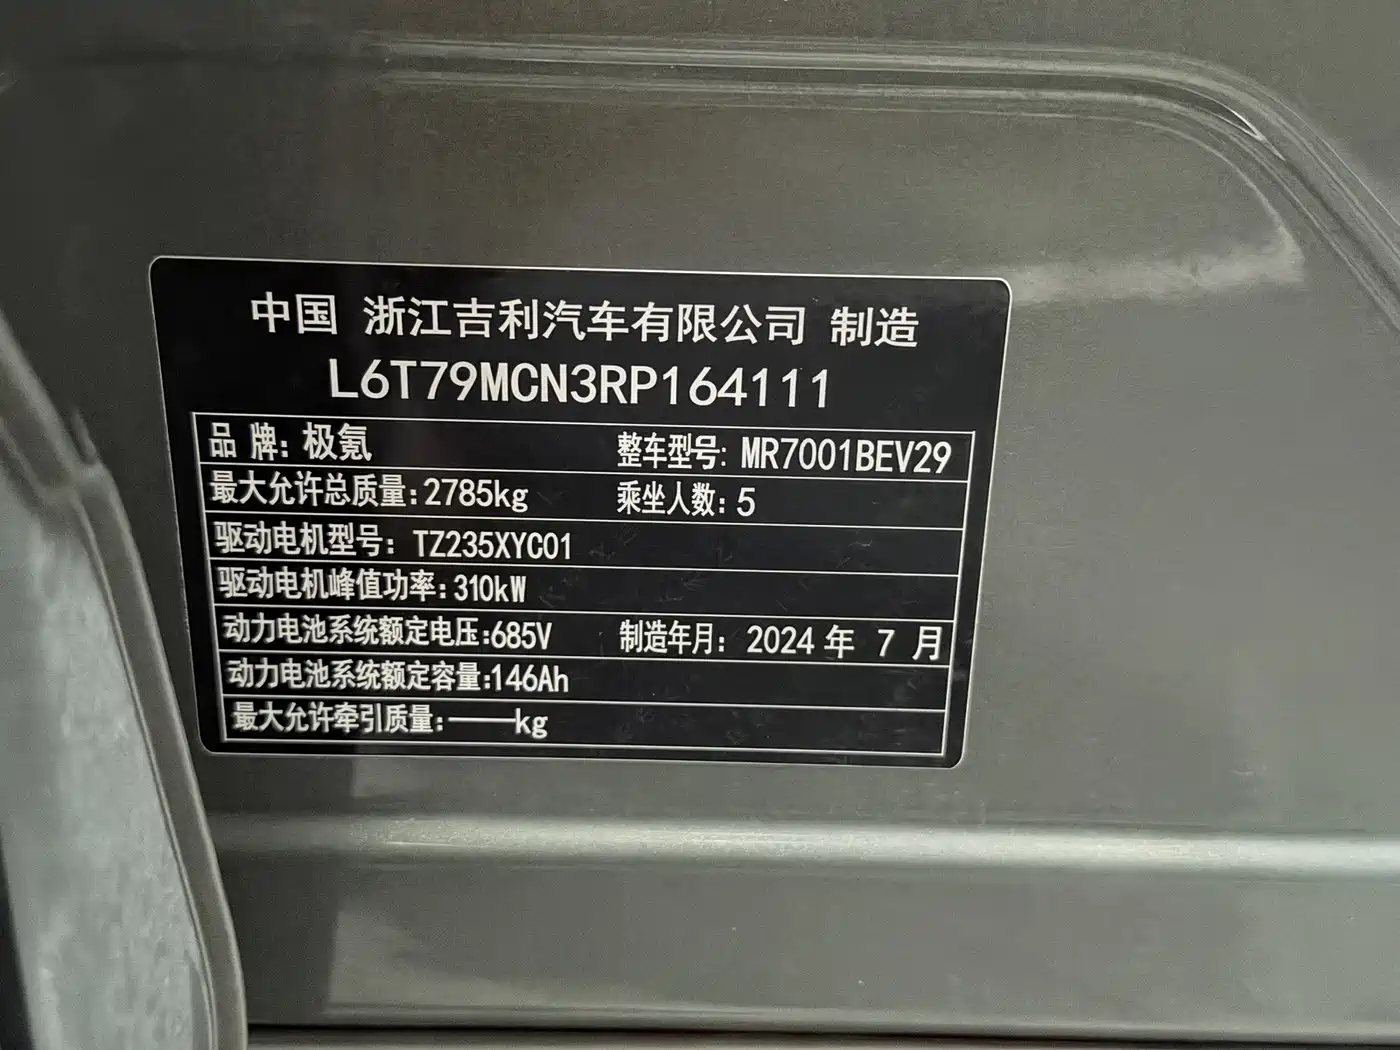 中国 浙江吉利汽车有限公司 制造
L6T79MCN3RP164111
品 牌: 极氪 整车型号: MR7001BEV29
最大允许总质量: 2785kg 乘坐人数: 5
驱动电机型号: TZ235XYC01
驱动电机峰值功率: 310kW
动力电池系统额定电压: 685V 制造年月: 2024 年 7 月
动力电池系统额定容量: 146Ah
最大允许牵引质量: ——kg